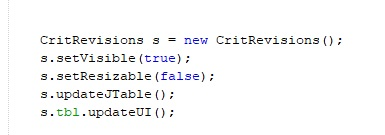 CritRevisions s = new CritRevisions();
s.setVisible(true);
s.setResizable(false);
s.updateJTable();
s.tbl.updateUI();